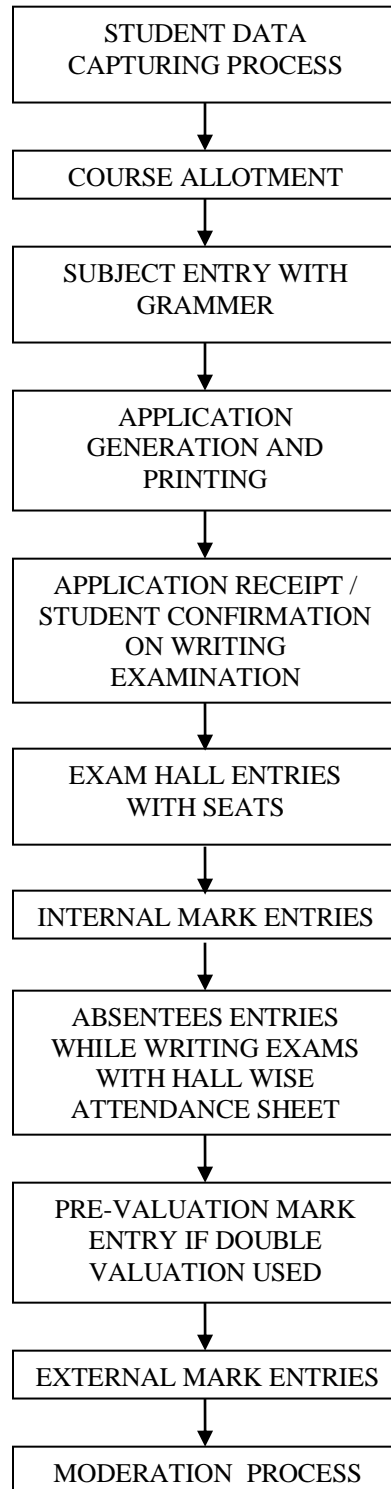 STUDENT DATA
CAPTURING PROCESS
COURSE ALLOTMENT
SUBJECT ENTRY WITH
GRAMMER
APPLICATION
GENERATION AND
PRINTING
APPLICATION RECEIPT /
STUDENT CONFIRMATION
ON WRITING
EXAMINATION
EXAM HALL ENTRIES
WITH SEATS
INTERNAL MARK ENTRIES
ABSENTEES ENTRIES
WHILE WRITING EXAMS
WITH HALL WISE
ATTENDANCE SHEET
PRE-VALUATION MARK
ENTRY IF DOUBLE
VALUATION USED
EXTERNAL MARK ENTRIES
MODERATION PROCESS